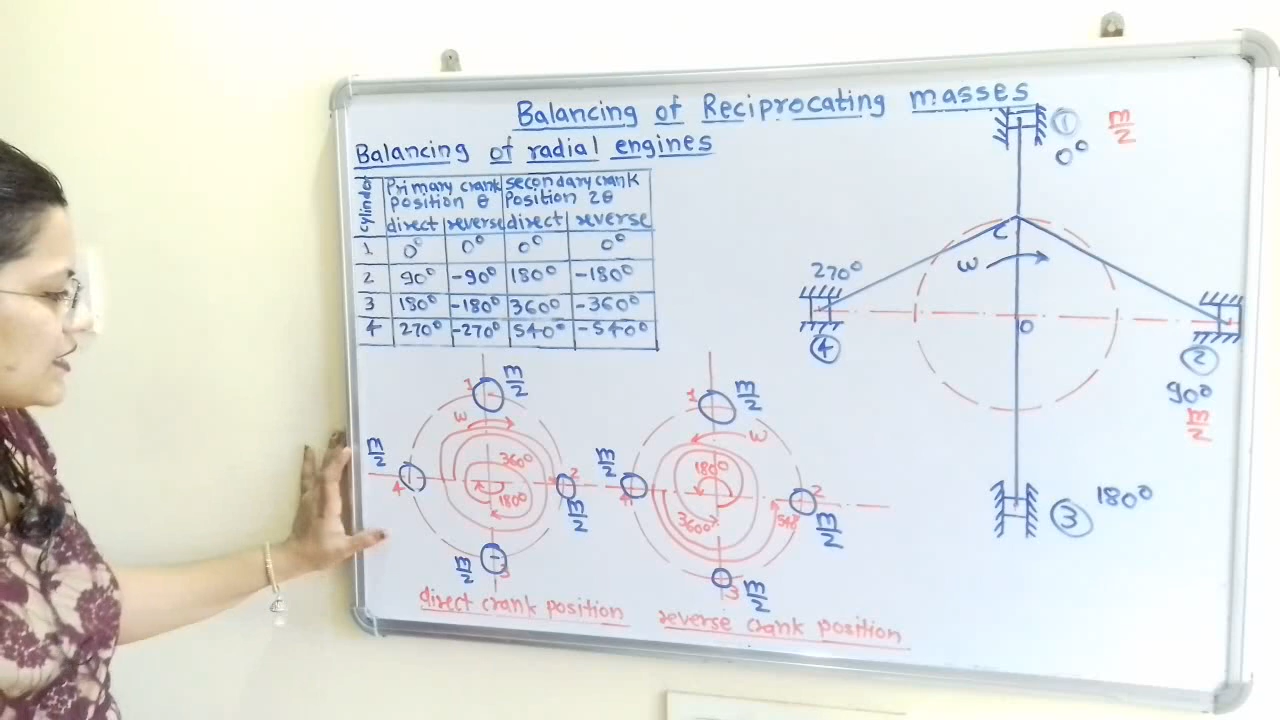 Balancing of Reciprocating masses
Balancing of radial engines
cylinder
Primary crank position θ
secondary crank Position 2θ
direct reverse direct reverse
1 0° 0° 0° 0°
2 90° -90° 180° -180°
3 180° -180° 360° -360°
4 270° -270° 540° -540°
1 m/2
ω
m/2
4
360°
180°
2
m/2
m/2
3
direct crank position
1 m/2
ω
m/2
4
180°
360°
540
2
m/2
3
m/2
reverse crank position
1 m/2
0°
C
ω
270°
4
O
2
90°
m/2
3 180°